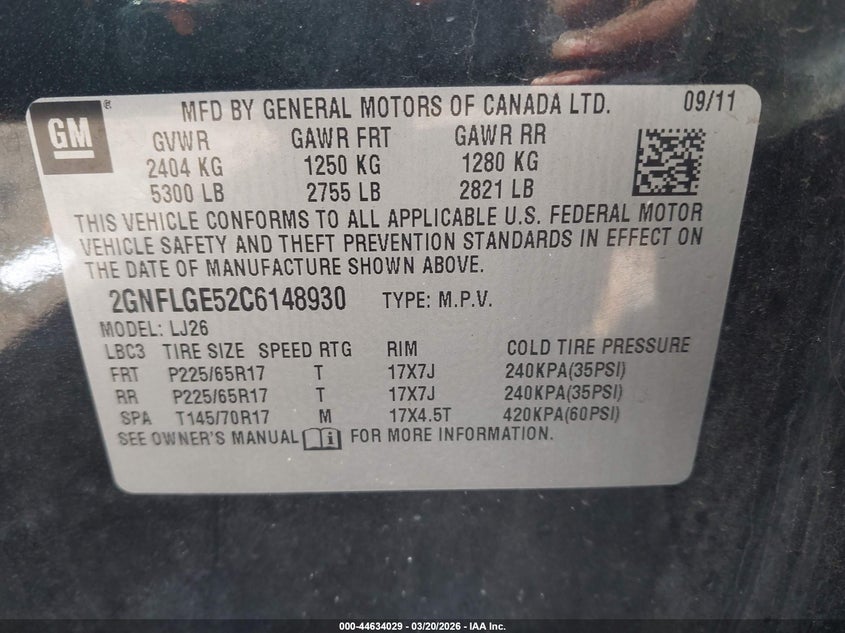 GM ® MFD BY GENERAL MOTORS OF CANADA LTD. 09/11
GVWR GAWR FRT GAWR RR
2404 KG 1250 KG 1280 KG
5300 LB 2755 LB 2821 LB
THIS VEHICLE CONFORMS TO ALL APPLICABLE U.S. FEDERAL MOTOR
VEHICLE SAFETY AND THEFT PREVENTION STANDARDS IN EFFECT ON
THE DATE OF MANUFACTURE SHOWN ABOVE.
2GNFLGE52C6148930 TYPE: M.P.V.
MODEL: LJ26
LBC3 TIRE SIZE SPEED RTG RIM COLD TIRE PRESSURE
FRT P225/65R17 T 17X7J 240KPA(35PSI)
RR P225/65R17 T 17X7J 240KPA(35PSI)
SPA T145/70R17 M 17X4.5T 420KPA(60PSI)
SEE OWNER'S MANUAL i FOR MORE INFORMATION.
000-44634029 - 03/20/2026 - IAA Inc.